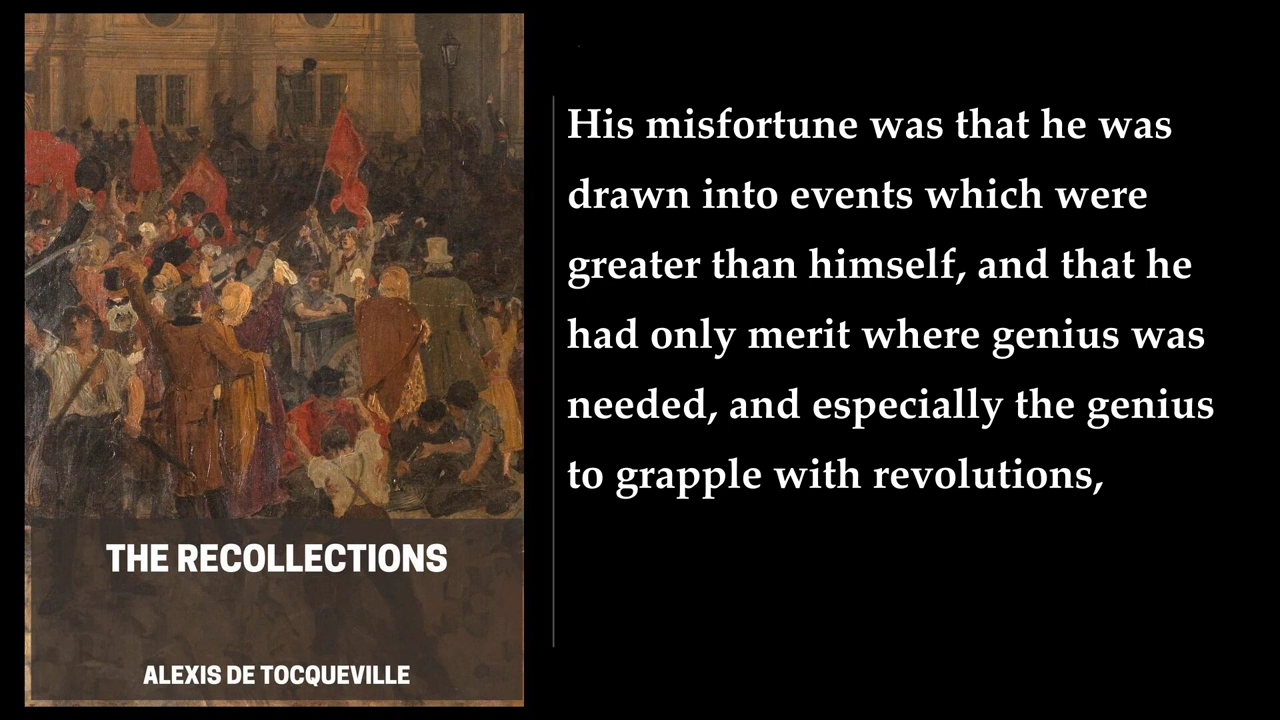 THE RECOLLECTIONS
ALEXIS DE TOCQUEVILLE
His misfortune was that he was
drawn into events which were
greater than himself, and that he
had only merit where genius was
needed, and especially the genius
to grapple with revolutions,